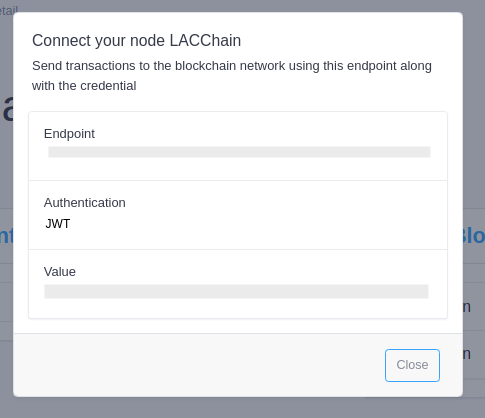 etail
Connect your node LACChain
Send transactions to the blockchain network using this endpoint along
with the credential
a
Endpoint
Authentication
JWT
nf
Blo
Value
n
Close
n